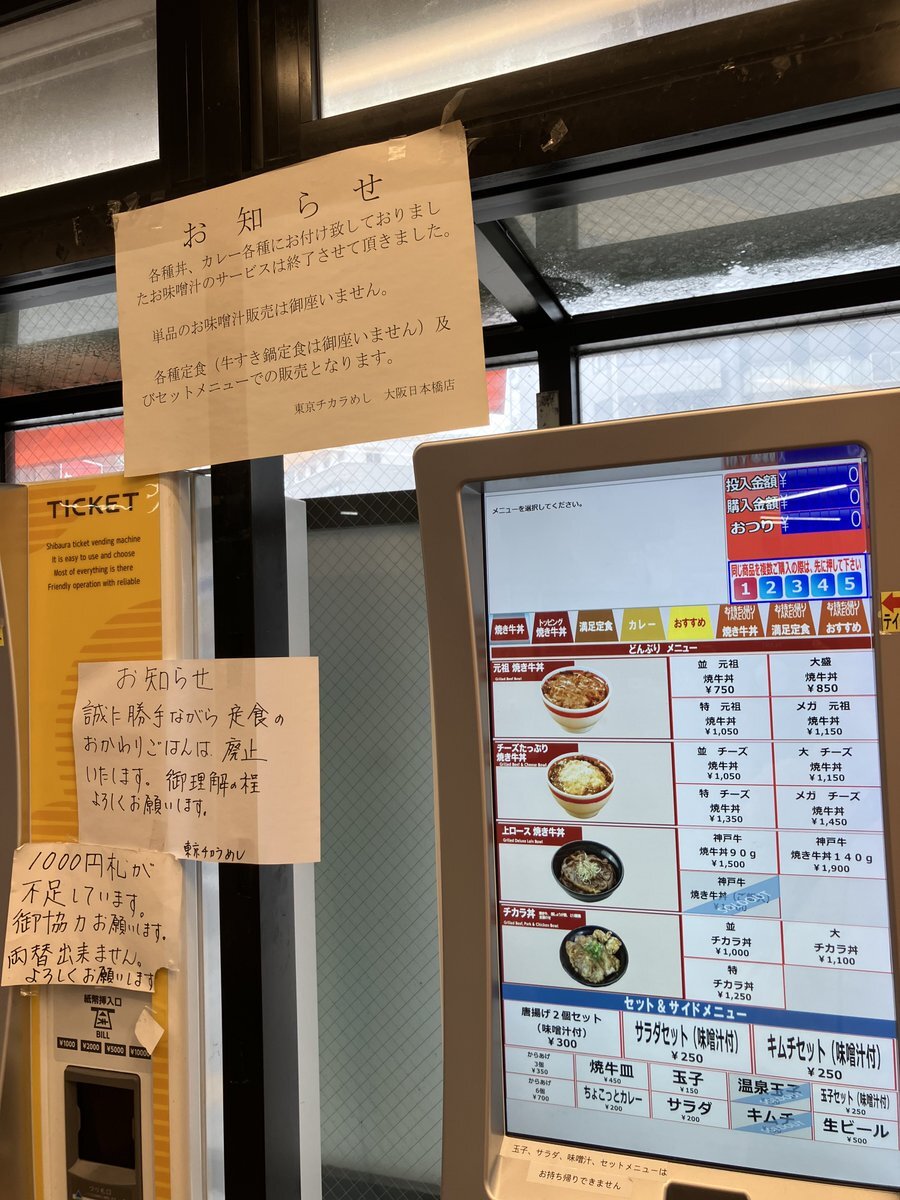 お知らせ
各種丼、カレー各種にお付け致しておりまし
たお味噌汁のサービスは終了させて頂きました。
単品のお味噌汁販売は御座いません。
各種定食（牛すき鍋定食は御座いません）及
びセットメニューでの販売となります。
東京チカラめし　大阪日本橋店
TICKET
Shibaura ticket vending machine
It is easy to use and choose
Most of everything is there
Friendly operation with reliable
お知らせ
誠に勝手ながら定食の
おかわりごはんは、廃止
いたします。御理解の程
よろしくお願いします。
東京チカラめし
1000円札が
不足しています。
御協力お願いします。
両替出来ません。
よろしくお願いします
紙幣挿入口
BILL
¥1000 ¥2000 ¥5000 ¥10000
メニューを選択してください。
投入金額 ¥ 0
購入金額 ¥ 0
おつり ¥ 0
同じ商品を複数ご購入の際は、先に押して下さい
1 2 3 4 5
焼き牛丼
トッピング
焼き牛丼
満足定食
カレー
おすすめ
お持ち帰り
TAKEOUT
焼き牛丼
お持ち帰り
TAKEOUT
満足定食
お持ち帰り
TAKEOUT
おすすめ
どんぶり メニュー
元祖 焼き牛丼
Grilled Beef Bowl
並 元祖
焼牛丼
¥750
大盛
焼牛丼
¥850
特 元祖
焼牛丼
¥1,050
メガ 元祖
焼牛丼
¥1,150
チーズたっぷり
焼き牛丼
Grilled Beef & Cheese Bowl
並 チーズ
焼牛丼
¥1,050
大 チーズ
焼牛丼
¥1,150
特 チーズ
焼牛丼
¥1,350
メガ チーズ
焼牛丼
¥1,450
上ロース 焼き牛丼
Grilled Deluxe Loin Bowl
神戸牛
焼牛丼９０ｇ
¥1,500
神戸牛
焼き牛丼１４０ｇ
¥1,900
神戸牛
チカラ丼
Grilled Beef, Pork & Chicken Bowl
並
チカラ丼
¥1,000
大
チカラ丼
¥1,100
特
チカラ丼
¥1,250
セット＆サイドメニュー
唐揚げ２個セット
（味噌汁付）
¥300
サラダセット（味噌汁付）
¥250
キムチセット（味噌汁付）
¥250
からあげ
3個
¥350
焼牛皿
¥450
玉子
¥150
温泉玉子
玉子セット（味噌汁付）
¥250
からあげ
6個
¥700
ちょこっとカレー
¥200
サラダ
¥200
キムチ
生ビール
¥500
玉子、サラダ、味噌汁、セットメニューは
お持ち帰りできません
テイ